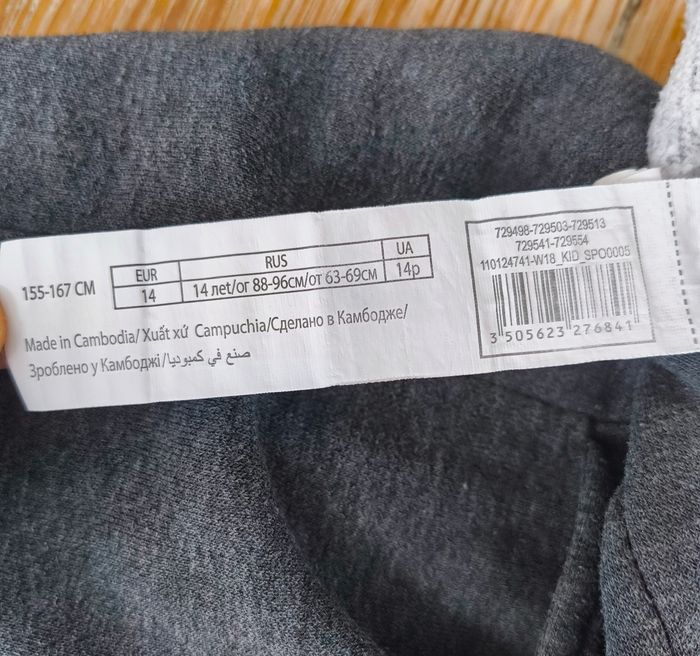 155-167 CM
EUR RUS UA
14 14 лет/ог 88-96см/от 63-69см 14р
Made in Cambodia/ Xuất xứ Campuchia/Сделано в Камбодже/
Зроблено у Камбоджі/صنع في كمبوديا
729498-729503-729513
729541-729554
110124741-W18_KID_SPO0005
3 505623 276841